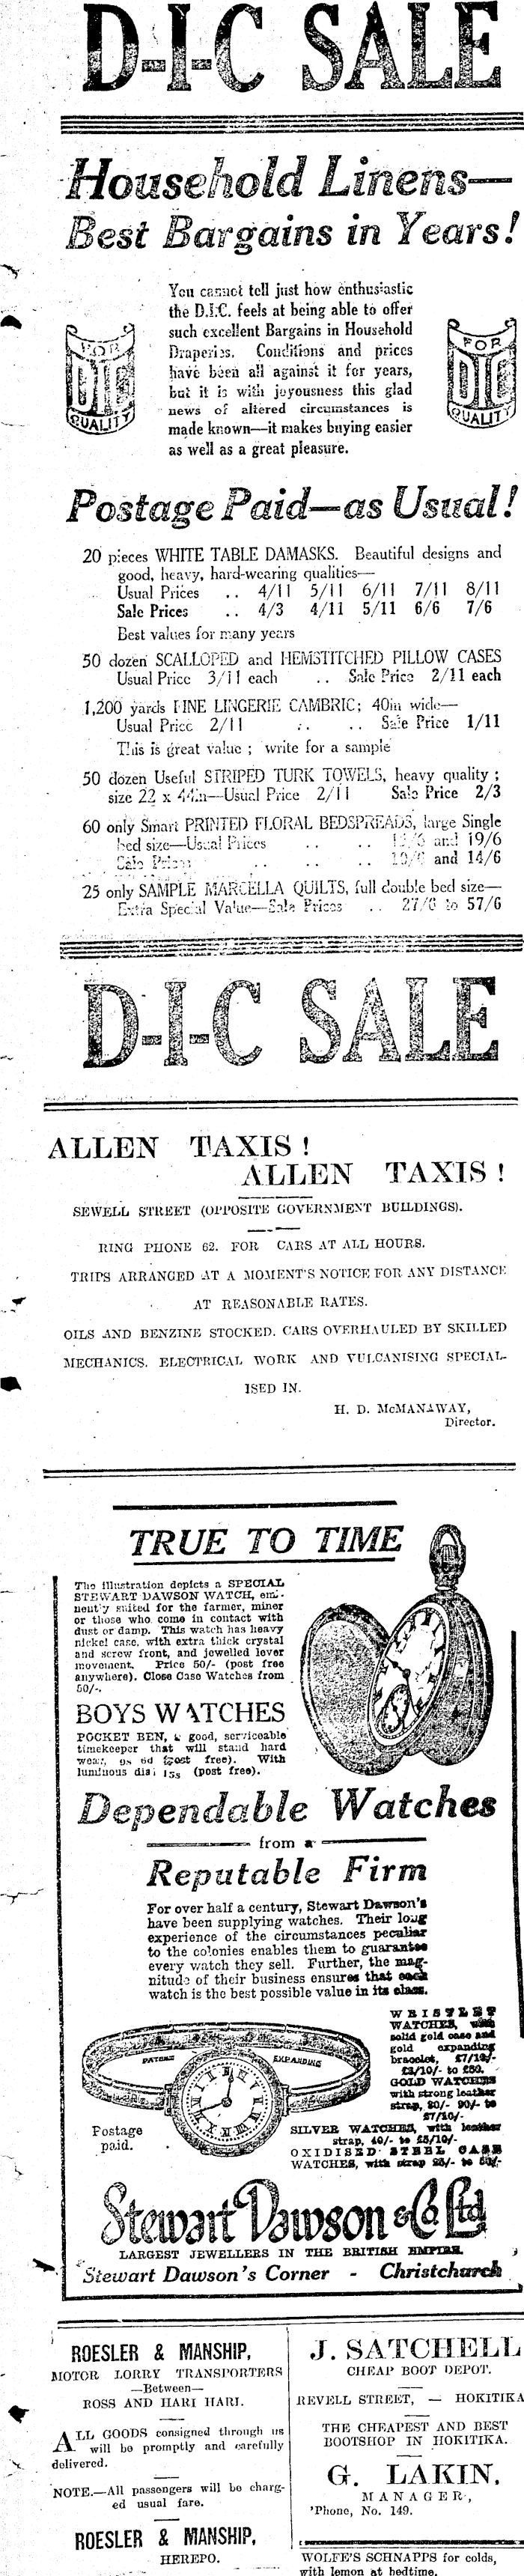 D-I-C SALE
Household Linens—
Best Bargains in Years!
You cannot tell just how enthusiastic
the D.I.C. feels at being able to offer
such excellent Bargains in Household
Draperies. Conditions and prices
have been all against it for years,
but it is with joyousness this glad
news of altered circumstances is
made known—it makes buying easier
as well as a great pleasure.
FOR
DIC
QUALITY
FOR
DIC
QUALITY
Postage Paid—as Usual!
20 pieces WHITE TABLE DAMASKS. Beautiful designs and
good, heavy, hard-wearing qualities—
Usual Prices .. 4/11 5/11 6/11 7/11 8/11
Sale Prices .. 4/3 4/11 5/11 6/6 7/6
Best values for many years
50 dozen SCALLOPED and HEMSTITCHED PILLOW CASES
Usual Price 3/11 each .. Sale Price 2/11 each
1,200 yards FINE LINGERIE CAMBRIC; 40in wide—
Usual Price 2/11 .. .. Sale Price 1/11
This is great value ; write for a sample
50 dozen Useful STRIPED TURK TOWELS, heavy quality ;
size 22 x 44in—Usual Price 2/11 Sale Price 2/3
60 only Smart PRINTED FLORAL BEDSPREADS, large Single
bed size—Usual Prices .. .. and 19/6
Sale Prices .. .. .. and 14/6
25 only SAMPLE MARCELLA QUILTS, full double bed size—
Extra Special Value—Sale Prices .. 27/6 to 57/6
D-I-C SALE
ALLEN TAXIS !
ALLEN TAXIS !
SEWELL STREET (OPPOSITE GOVERNMENT BUILDINGS).
RING PHONE 62. FOR CARS AT ALL HOURS.
TRIPS ARRANGED AT A MOMENT'S NOTICE FOR ANY DISTANCE
AT REASONABLE RATES.
OILS AND BENZINE STOCKED. CARS OVERHAULED BY SKILLED
MECHANICS. ELECTRICAL WORK AND VULCANISING SPECIAL-
ISED IN.
H. D. McMANAWAY,
Director.
TRUE TO TIME
The illustration depicts a SPECIAL
STEWART DAWSON WATCH, emi-
nently suited for the farmer, miner
or those who come in contact with
dust or damp. This watch has heavy
nickel case, with extra thick crystal
and screw front, and jewelled lever
movement. Price 50/- (post free
anywhere). Close Case Watches from
50/-.
BOYS WATCHES
POCKET BEN, a good, serviceable
timekeeper that will stand hard
wear, 6d (post free). With
luminous dial 15s (post free).
Dependable Watches
from a
Reputable Firm
For over half a century, Stewart Dawson's
have been supplying watches. Their long
experience of the circumstances peculiar
to the colonies enables them to guarantee
every watch they sell. Further, the mag-
nitude of their business ensures that each
watch is the best possible value in its class.
WRISTLET
WATCHES, with
solid gold case and
gold expanding
bracelet, £7/10/-
to £50.
GOLD WATCHES
with strong leather
strap, 80/- 90/- to
£7/10/-
SILVER WATCHES, with leather
strap, 40/- to £5/10/-
OXIDISED STEEL CASE
WATCHES, with strap
PATENT EXPANDING
Postage
paid.
Stewart Dawson & Co Ltd
LARGEST JEWELLERS IN THE BRITISH EMPIRE.
Stewart Dawson's Corner - Christchurch
ROESLER & MANSHIP,
MOTOR LORRY TRANSPORTERS
—Between—
ROSS AND HARI HARI.
ALL GOODS consigned through us
will be promptly and carefully
delivered.
NOTE.—All passengers will be charg-
ed usual fare.
ROESLER & MANSHIP,
HEREPO.
J. SATCHELL
CHEAP BOOT DEPOT.
REVELL STREET, — HOKITIKA
THE CHEAPEST AND BEST
BOOTSHOP IN HOKITIKA.
G. LAKIN,
MANAGER,
'Phone, No. 149.
WOLFE'S SCHNAPPS for colds,
with lemon at bedtime.